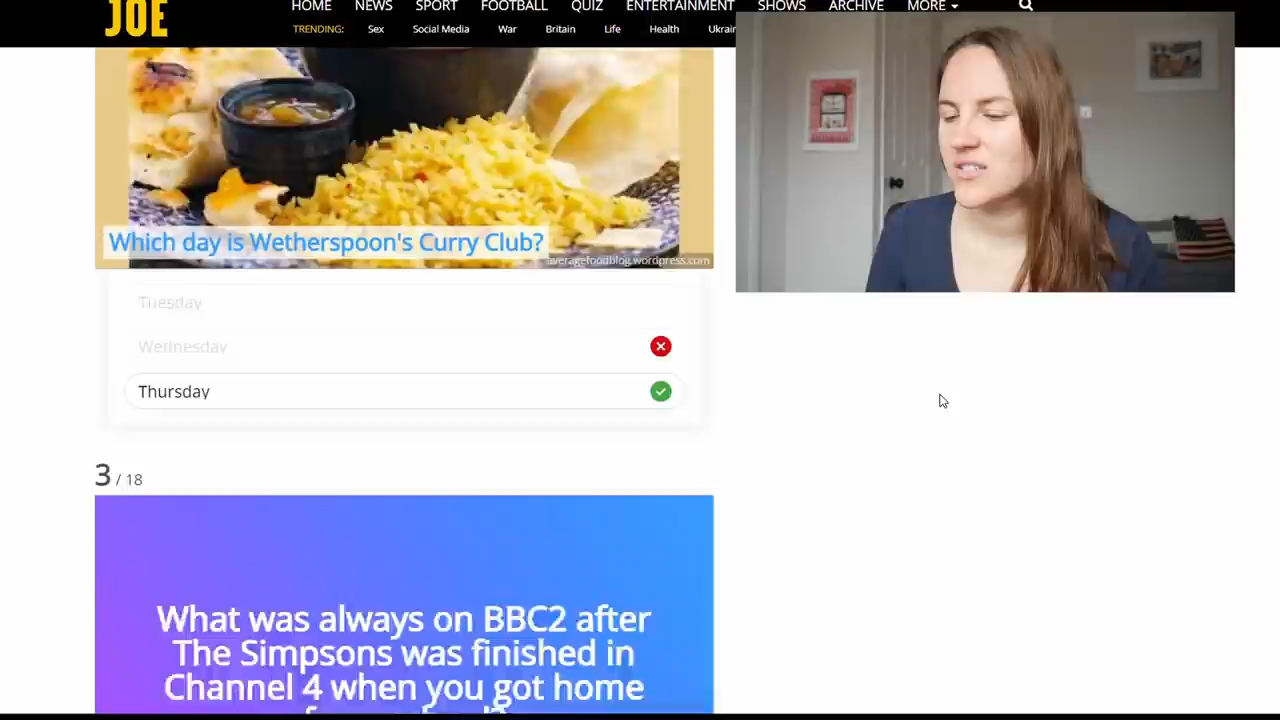 JOE
HOME NEWS SPORT FOOTBALL QUIZ ENTERTAINMENT SHOWS ARCHIVE MORE
TRENDING: Sex Social Media War Britain Life Health Ukrain
Which day is Wetherspoon's Curry Club?
averagefoodblog.wordpress.com
Tuesday
Wednesday
Thursday
3 / 18
What was always on BBC2 after
The Simpsons was finished in
Channel 4 when you got home